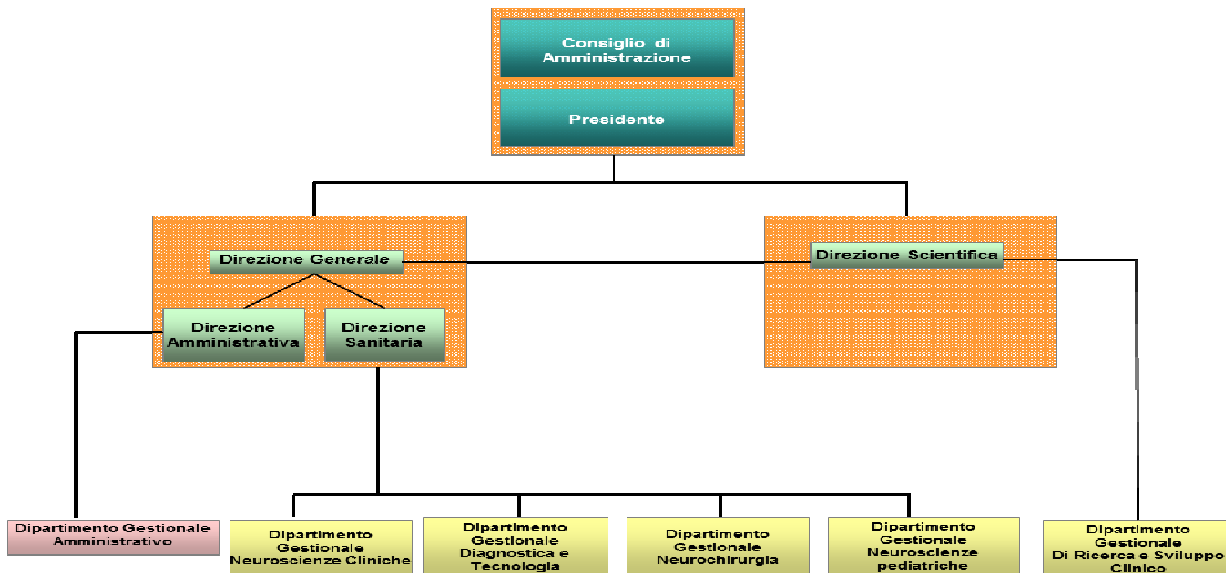 Consiglio di
Amministrazione
Presidente
Direzione Generale
Direzione Scientifica
Direzione
Amministrativa
Direzione
Sanitaria
Dipartimento Gestionale
Amministrativo
Dipartimento
Gestionale
Neuroscienze Cliniche
Dipartimento
Gestionale
Diagnostica e
Tecnologia
Dipartimento
Gestionale
Neurochirurgia
Dipartimento
Gestionale
Neuroscienze
pediatriche
Dipartimento
Gestionale
Di Ricerca e Sviluppo
Clinico